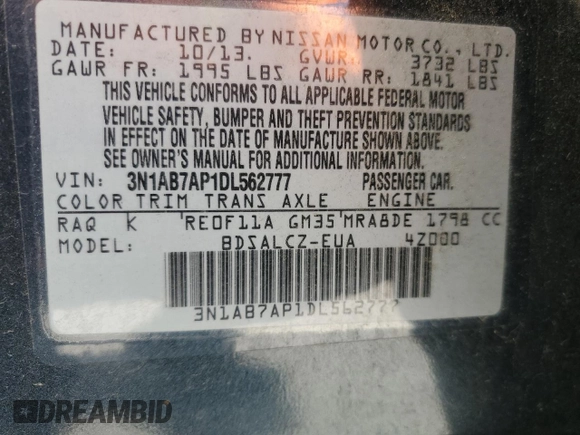 MANUFACTURED BY NISSAN MOTOR CO., LTD.
DATE: 10/13. GVWR: 3732 LBS
GAWR FR: 1995 LBS GAWR RR: 1841 LBS
THIS VEHICLE CONFORMS TO ALL APPLICABLE FEDERAL MOTOR
VEHICLE SAFETY, BUMPER AND THEFT PREVENTION STANDARDS
IN EFFECT ON THE DATE OF MANUFACTURE SHOWN ABOVE.
SEE OWNER'S MANUAL FOR ADDITIONAL INFORMATION.
VIN: 3N1AB7AP1DL562777 PASSENGER CAR.
COLOR TRIM TRANS AXLE ENGINE
RAQ K 'RE0F11A GM35'MRA8DE 1798 CC
BDSALCZ-EUA 4Z000
3N1AB7AP1DL562777
DREAMBID